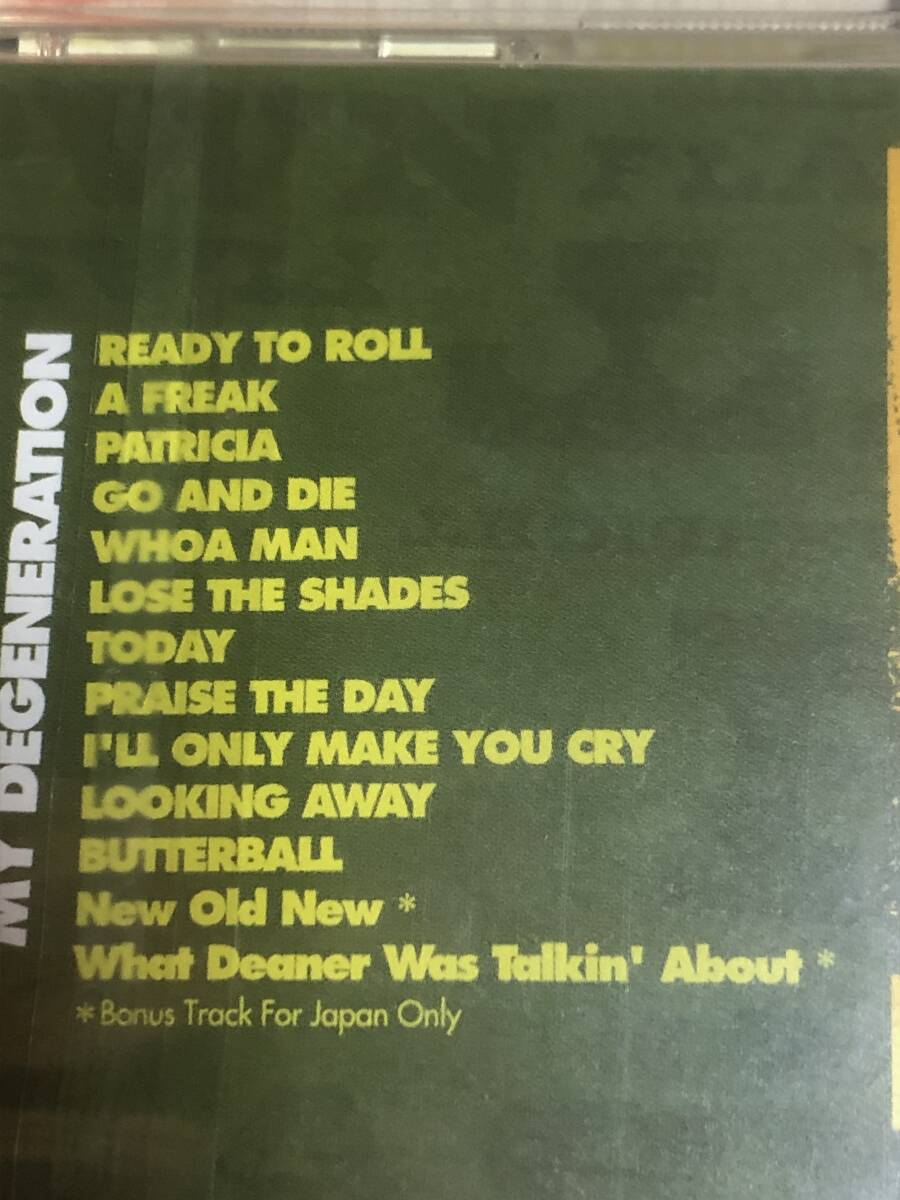 MY DEGENERATION
READY TO ROLL
A FREAK
PATRICIA
GO AND DIE
WHOA MAN
LOSE THE SHADES
TODAY
PRAISE THE DAY
I'LL ONLY MAKE YOU CRY
LOOKING AWAY
BUTTERBALL
New Old New *
What Deaner Was Talkin' About *
* Bonus Track For Japan Only